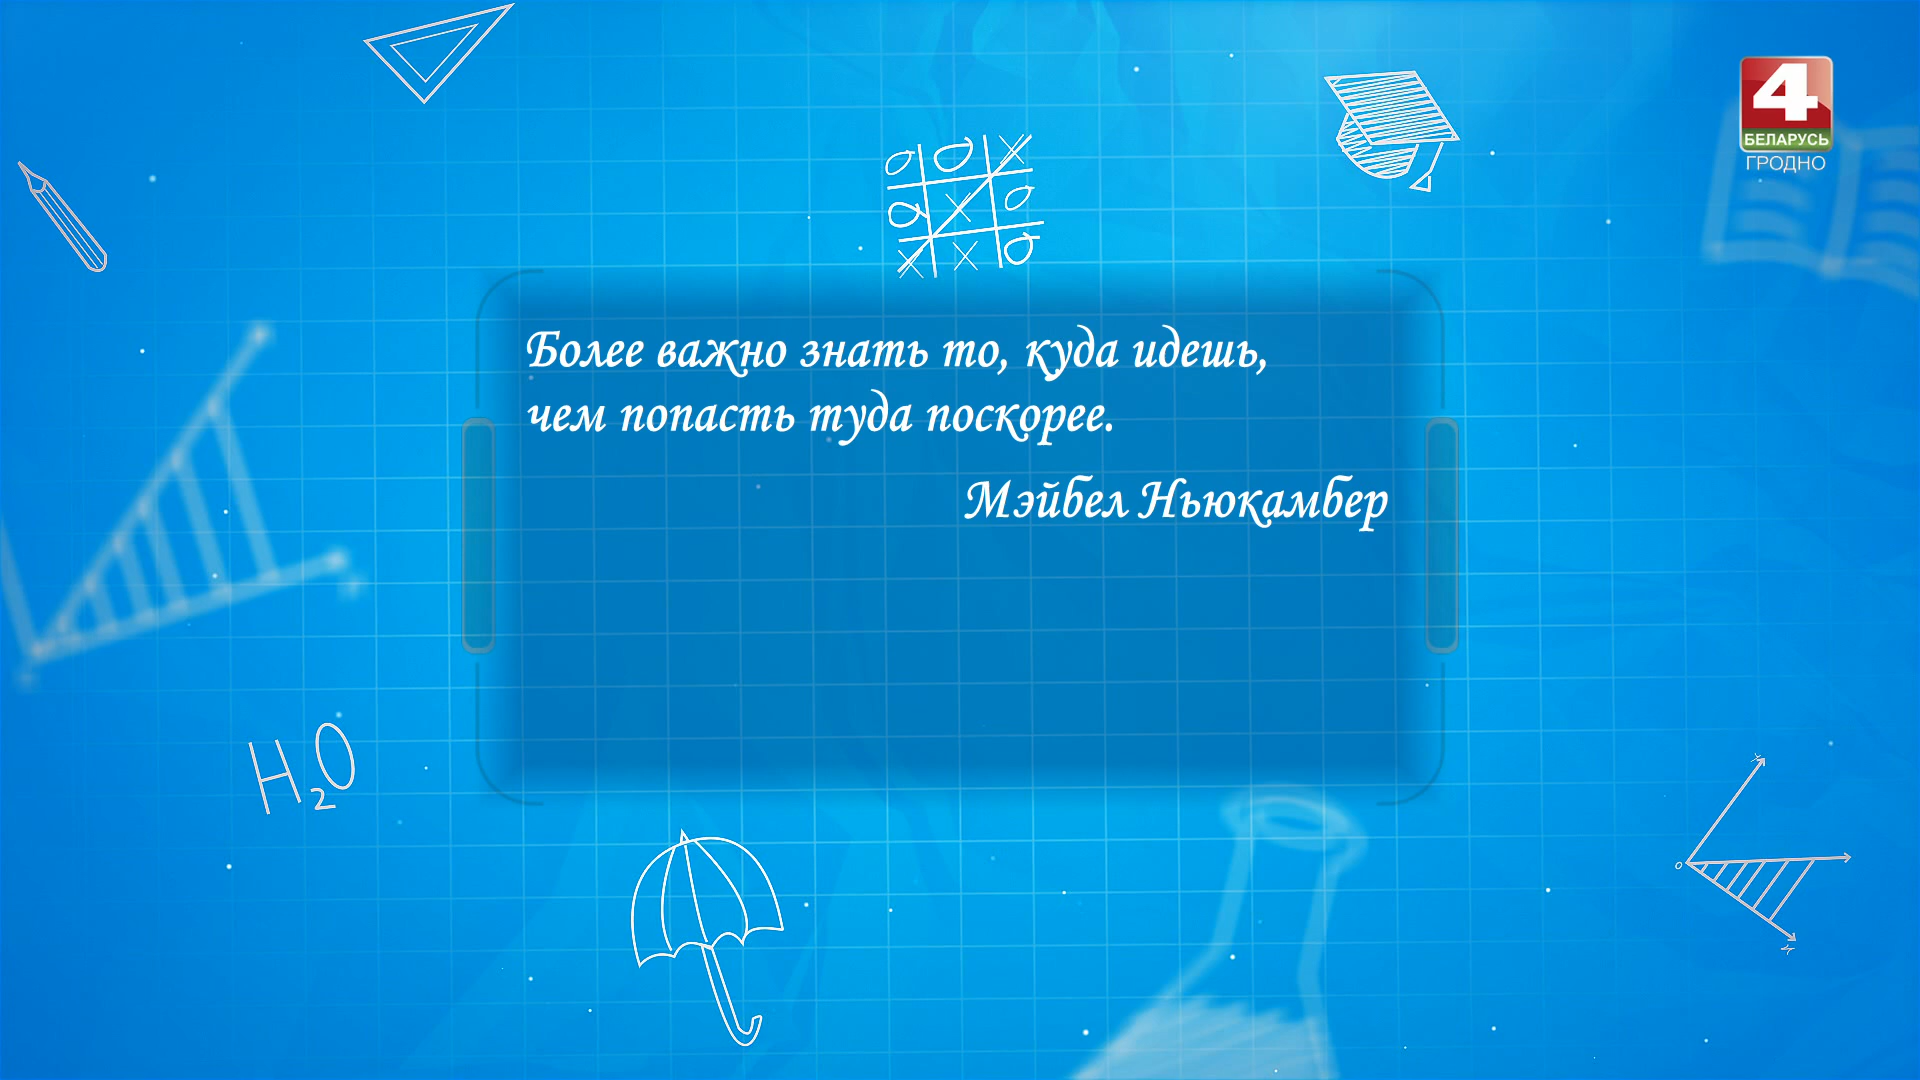 4
БЕЛАРУСЬ
ГРОДНО
Более важно знать то, куда идешь,
чем попасть туда поскорее.
Мэйбел Ньюкамбер
H₂O